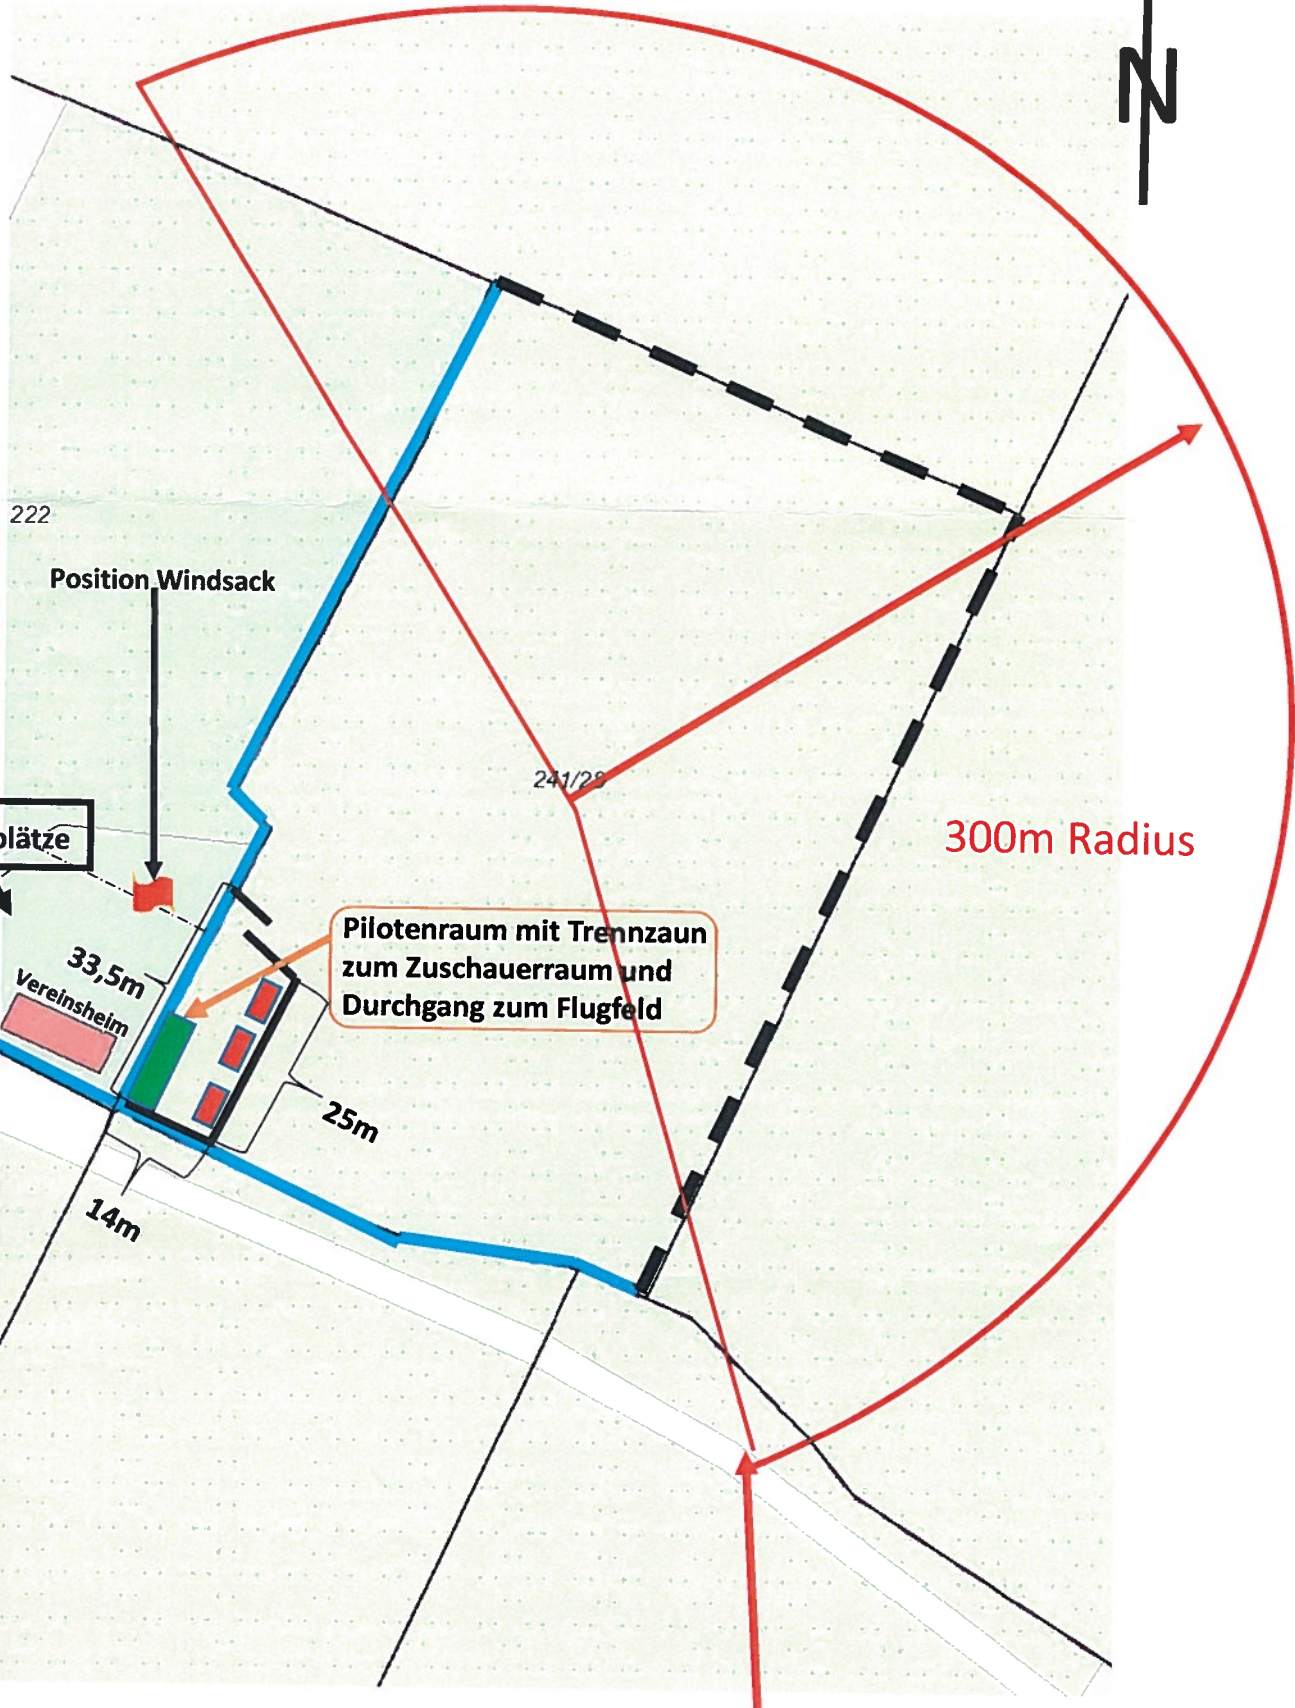 N
222
Position Windsack
241/28
plätze
300m Radius
Pilotenraum mit Trennzaun
zum Zuschauerraum und
Durchgang zum Flugfeld
33,5m
Vereinsheim
25m
14m